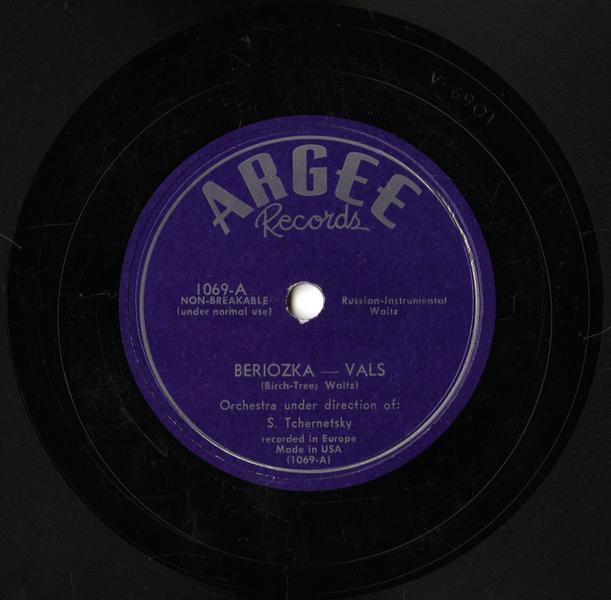 1069-A
ARGEE
Records
1069-A
NON-BREAKABLE
(under normal use)
Russian-Instrumental
Waltz
BERIOZKA — VALS
(Birch-Tree; Waltz)
Orchestra under direction of:
S. Tchernetsky
recorded in Europe
Made in USA
(1069-A)